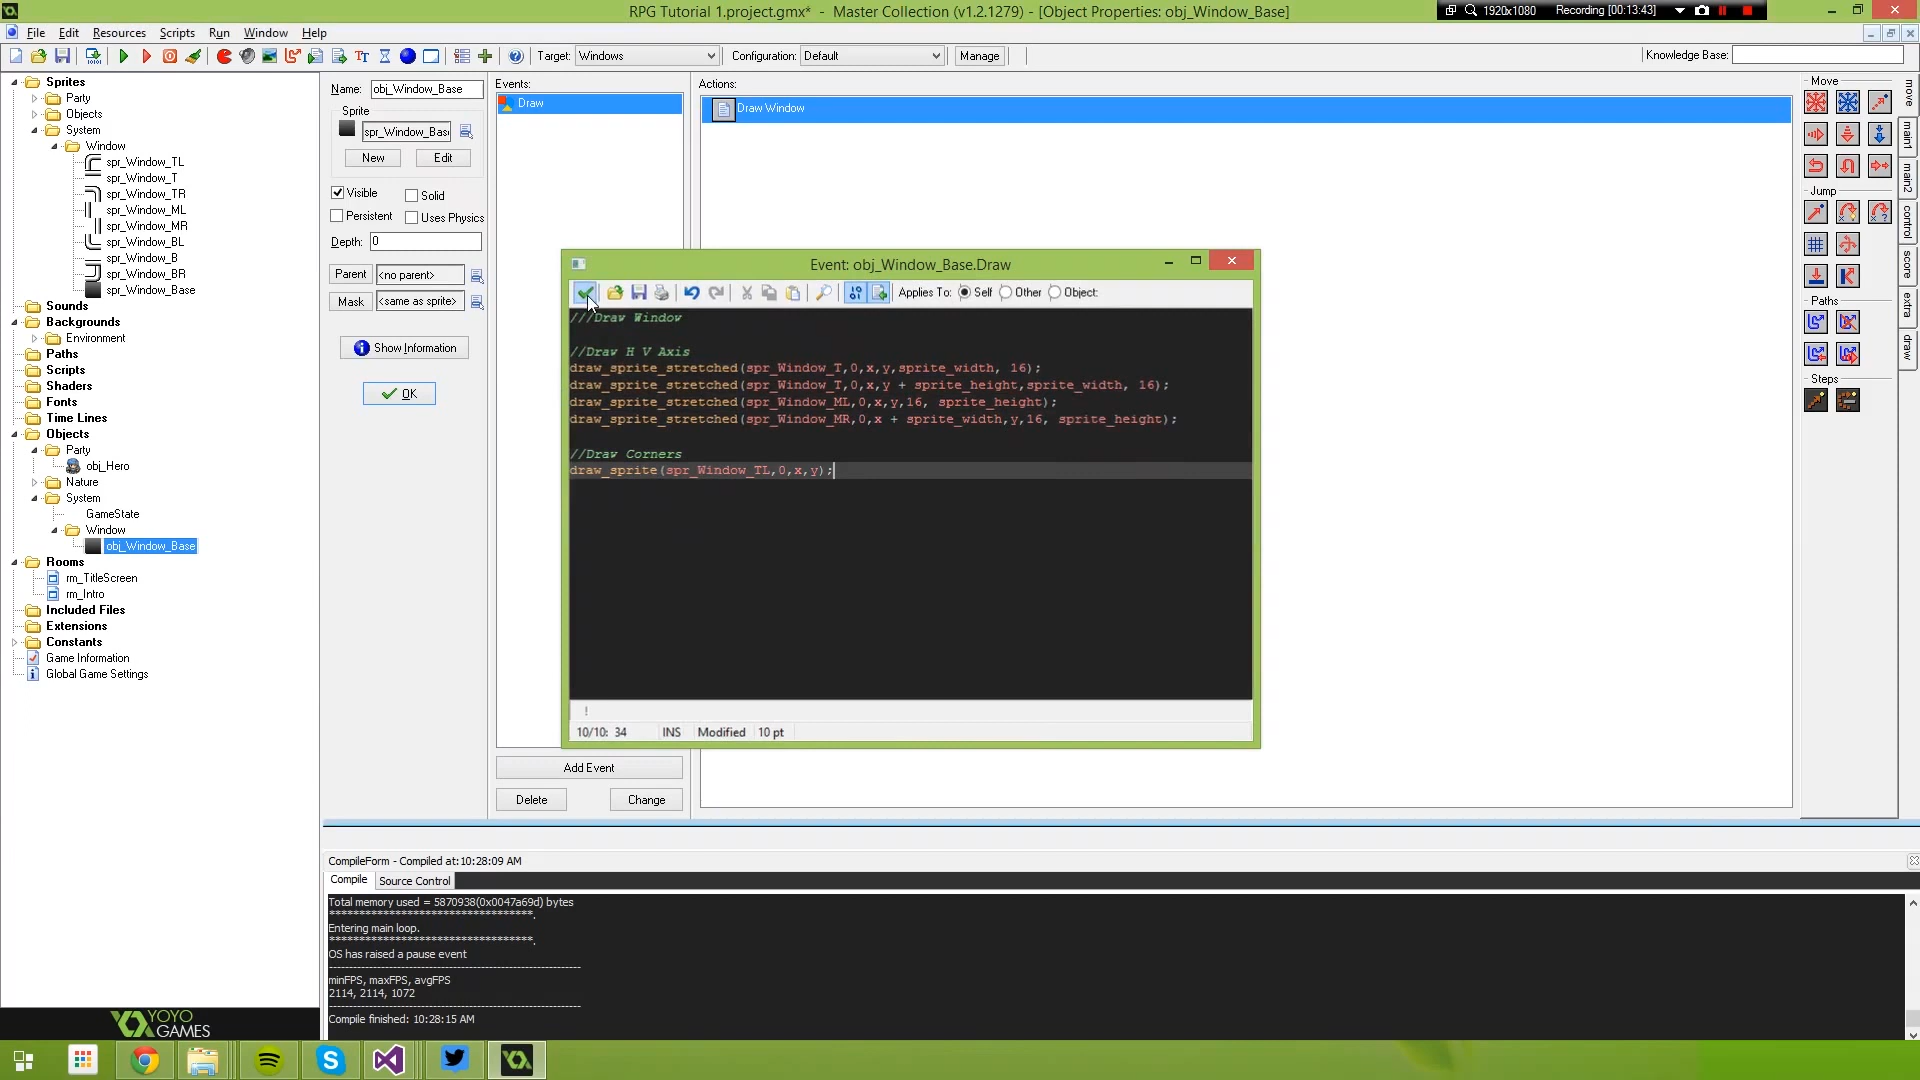 RPG Tutorial 1.project.gmx* - Master Collection (v1.2.1279) - [Object Properties: obj_Window_Base]
1920x1080
Recording [00:13:43]
File Edit Resources Scripts Run Window Help
Target: Windows
Configuration: Default
Manage
Knowledge Base:
Sprites
Party
Objects
System
Window
spr_Window_TL
spr_Window_T
spr_Window_TR
spr_Window_ML
spr_Window_MR
spr_Window_BL
spr_Window_B
spr_Window_BR
spr_Window_Base
Sounds
Backgrounds
Environment
Paths
Scripts
Shaders
Fonts
Time Lines
Objects
Party
obj_Hero
Nature
System
GameState
Window
obj_Window_Base
Rooms
rm_TitleScreen
rm_Intro
Included Files
Extensions
Constants
Game Information
Global Game Settings
YOYO
GAMES
Name: obj_Window_Base
Sprite
spr_Window_Bas
New Edit
Visible Solid
Persistent Uses Physics
Depth: 0
Parent <no parent>
Mask <same as sprite>
Show Information
OK
Events:
Draw
Add Event
Delete Change
Actions:
Draw Window
Event: obj_Window_Base.Draw
Applies To: Self Other Object:
///Draw Window
//Draw H V Axis
draw_sprite_stretched(spr_Window_T,0,x,y,sprite_width, 16);
draw_sprite_stretched(spr_Window_T,0,x,y + sprite_height,sprite_width, 16);
draw_sprite_stretched(spr_Window_ML,0,x,y,16, sprite_height);
draw_sprite_stretched(spr_Window_MR,0,x + sprite_width,y,16, sprite_height);
//Draw Corners
draw_sprite(spr_Window_TL,0,x,y);
!
10/10: 34 INS Modified 10 pt
Move
Jump
Paths
Steps
move
main1
main2
control
score
extra
draw
CompileForm - Compiled at:10:28:09 AM
Compile Source Control
Total memory used = 5870938(0x0047a69d) bytes
**********************************.
Entering main loop.
**********************************.
OS has raised a pause event
---------------------------------------------------------------
minFPS, maxFPS, avgFPS
2114, 2114, 1072
---------------------------------------------------------------
Compile finished: 10:28:15 AM